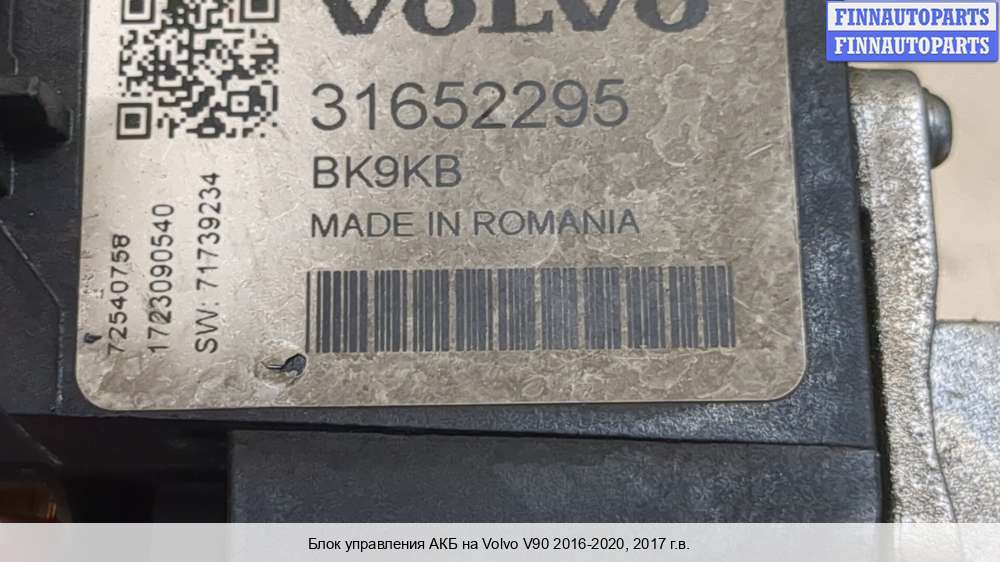 FINNAUTOPARTS
FINNAUTOPARTS
VOLVO
31652295
BK9KB
MADE IN ROMANIA
72540758
1723090540
SW: 71739234
Блок управления АКБ на Volvo V90 2016-2020, 2017 г.в.